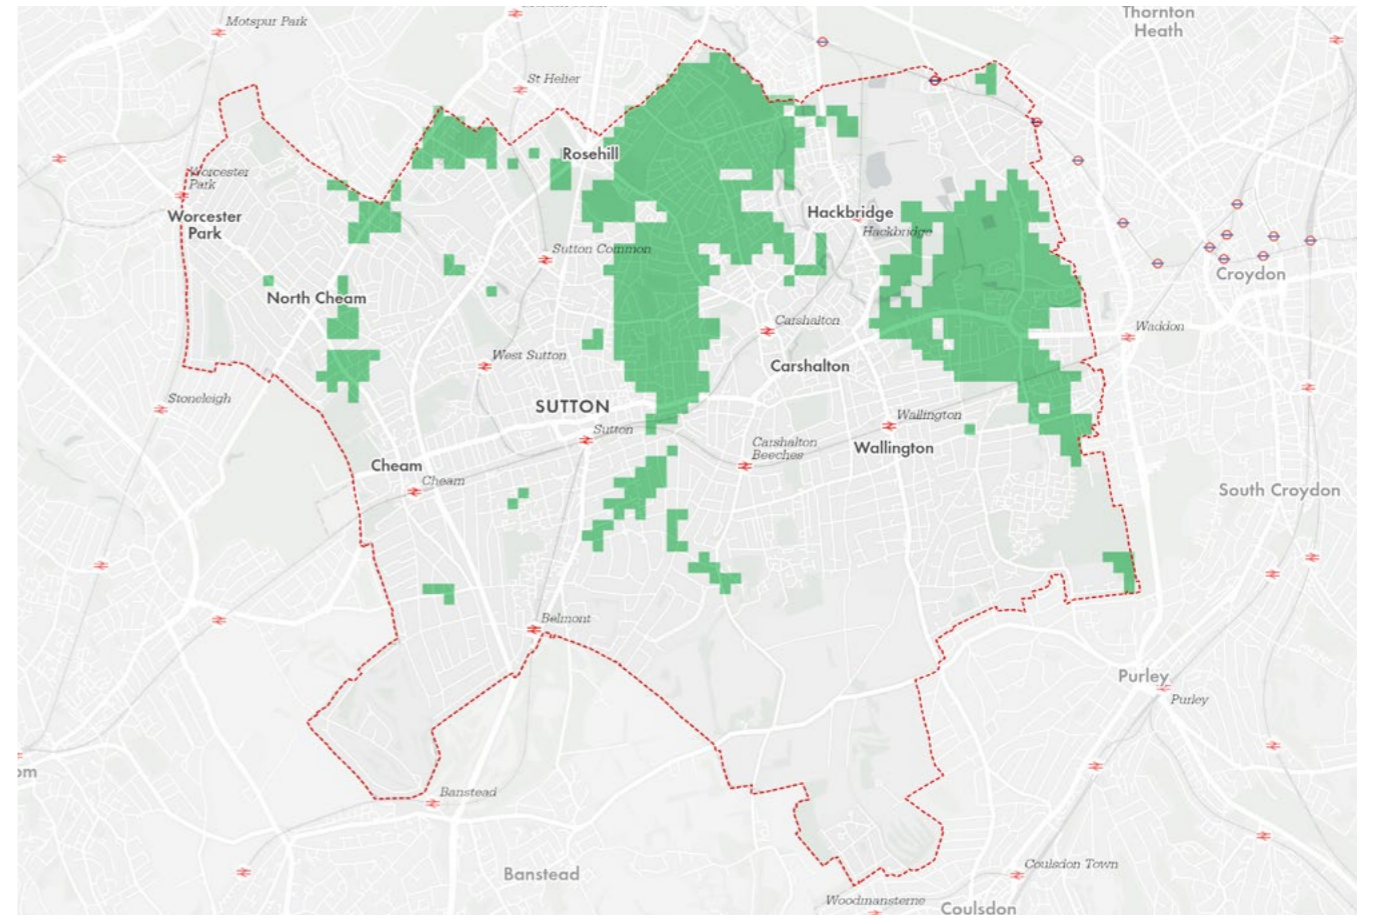 Thornton
Heath
Motspur Park
St Helier
Rosehill
Worcester
Park
Worcester
Park
Hackbridge
Hackbridge
Sutton Common
Croydon
North Cheam
Carshalton
Waddon
West Sutton
Carshalton
Stoneleigh
SUTTON
Wallington
Sutton
Carshalton
Beeches
Wallington
Cheam
Cheam
South Croydon
Belmont
Purley
Purley
om
Banstead
Coulsdon Town
Banstead
Woodmansterne
Coulsdon